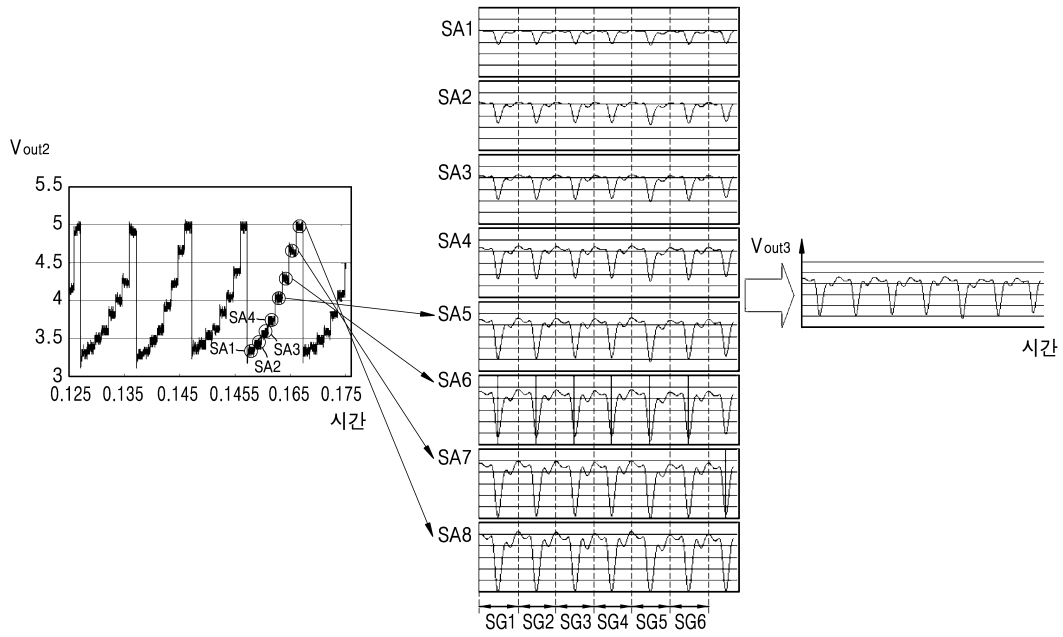 Vout2
5.5
5
4.5
4
3.5
3
0.125 0.135 0.145 0.1455 0.165 0.175
시간
SA1
SA2
SA3
SA4
SA1
SA2
SA3
SA4
SA5
SA6
SA7
SA8
SG1 SG2 SG3 SG4 SG5 SG6
Vout3
시간